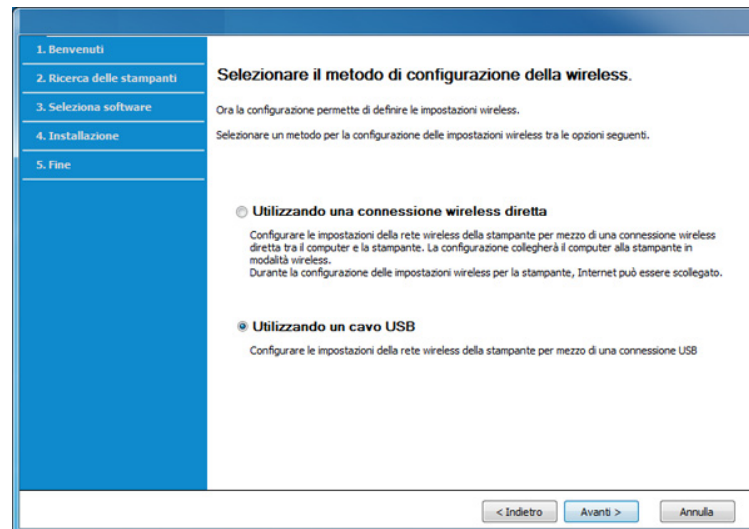 1. Benvenuti
2. Ricerca delle stampanti
3. Seleziona software
4. Installazione
5. Fine
Selezionare il metodo di configurazione della wireless.
Ora la configurazione permette di definire le impostazioni wireless.
Selezionare un metodo per la configurazione delle impostazioni wireless tra le opzioni seguenti.
Utilizzando una connessione wireless diretta
Configurare le impostazioni della rete wireless della stampante per mezzo di una connessione wireless
diretta tra il computer e la stampante. La configurazione collegherà il computer alla stampante in
modalità wireless.
Durante la configurazione delle impostazioni wireless per la stampante, Internet può essere scollegato.
Utilizzando un cavo USB
Configurare le impostazioni della rete wireless della stampante per mezzo di una connessione USB
< Indietro
Avanti >
Annulla